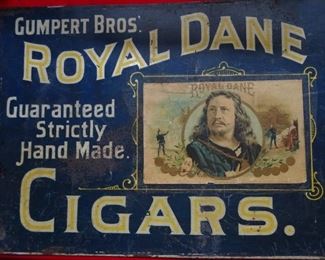 GUMPERT BROS'.
ROYAL DANE
Guaranteed
Strictly
Hand Made.
ROYAL DANE
CIGARS.